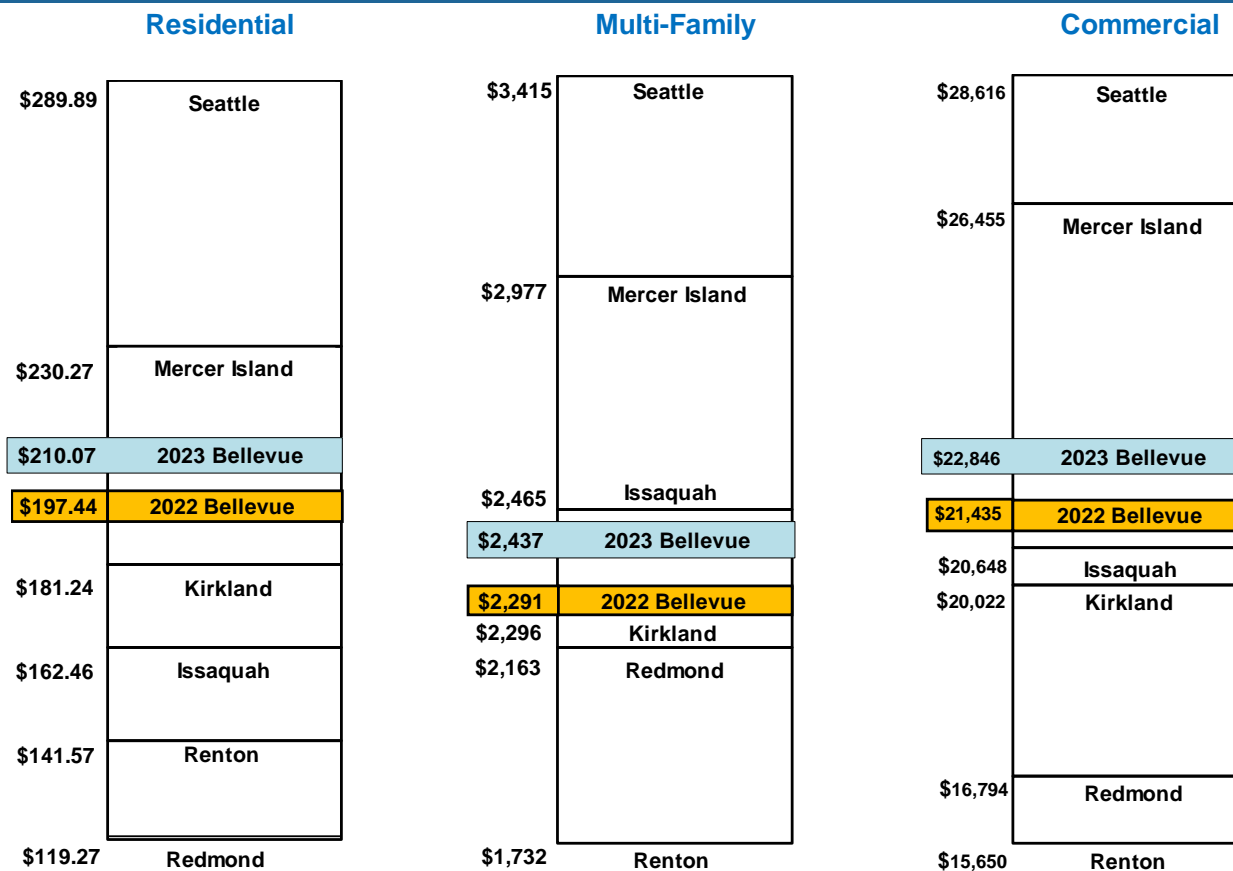 Residential
$289.89 Seattle
$230.27 Mercer Island
$210.07 2023 Bellevue
$197.44 2022 Bellevue
$181.24 Kirkland
$162.46 Issaquah
$141.57 Renton
$119.27 Redmond
Multi-Family
$3,415 Seattle
$2,977 Mercer Island
$2,465 Issaquah
$2,437 2023 Bellevue
$2,291 2022 Bellevue
$2,296 Kirkland
$2,163 Redmond
$1,732 Renton
Commercial
$28,616 Seattle
$26,455 Mercer Island
$22,846 2023 Bellevue
$21,435 2022 Bellevue
$20,648 Issaquah
$20,022 Kirkland
$16,794 Redmond
$15,650 Renton